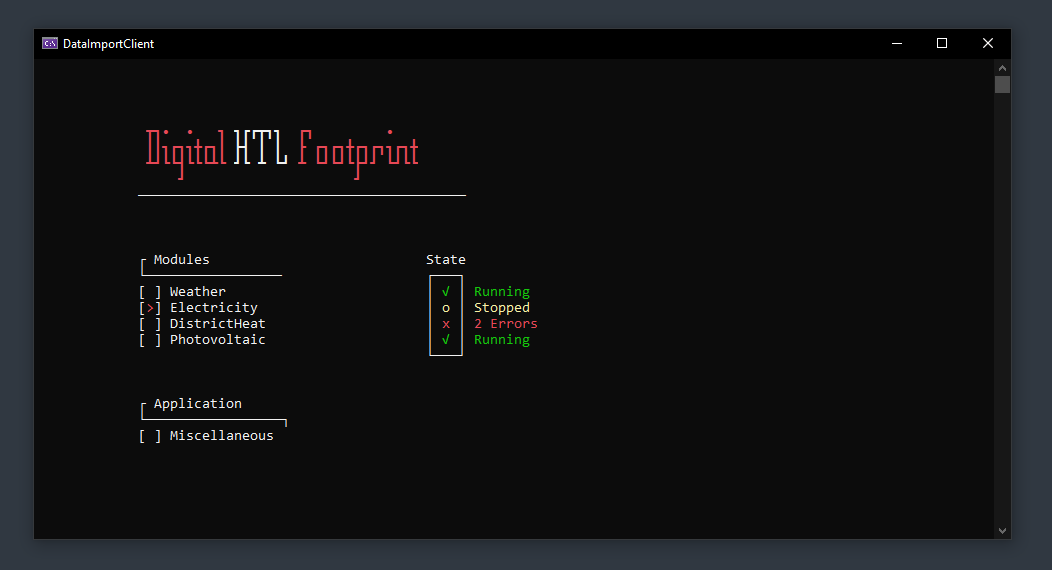 DataImportClient
Digital HTL Footprint
Modules State
[ ] Weather √ Running
[>] Electricity o Stopped
[ ] DistrictHeat x 2 Errors
[ ] Photovoltaic √ Running
Application
[ ] Miscellaneous